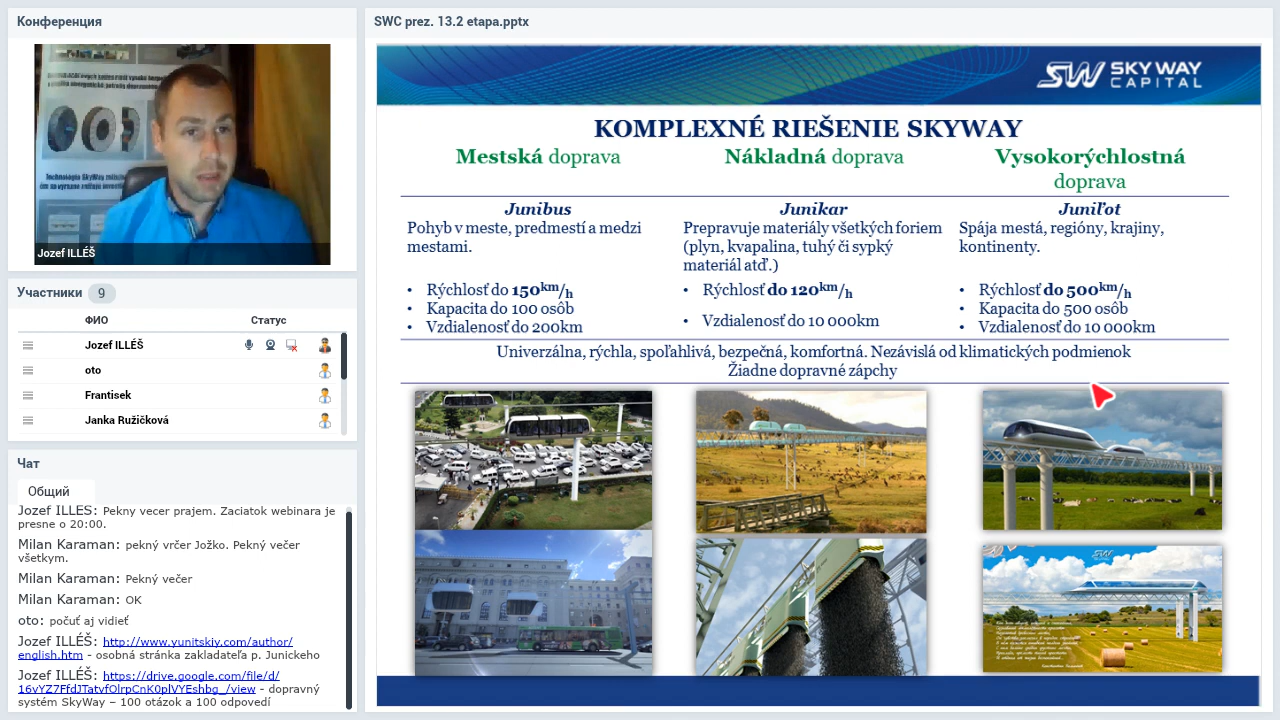 Конференция
Technológia SkyWay
Jozef ILLÉŠ
Участники 9
ФИО Статус
Jozef ILLÉŠ
oto
Frantisek
Janka Ružičková
Чат
Общий
Jozef ILLES: Pekny vecer prajem. Zaciatok webinara je
presne o 20:00.
Milan Karaman: pekný vrčer Jožko. Pekný večer
všetkym.
Milan Karaman: Pekný večer
Milan Karaman: OK
oto: počuť aj vidieť
Jozef ILLÉŠ: http://www.yunitskiy.com/author/
english.htm - osobná stránka zakladateľa p. Junického
Jozef ILLÉŠ: https://drive.google.com/file/d/
16vYZ7FfdJTatvfOlrpCnK0plVYEshbg_/view - dopravný
systém SkyWay – 100 otázok a 100 odpovedí
SWC prez. 13.2 etapa.pptx
SW SKY WAY
CAPITAL
KOMPLEXNÉ RIEŠENIE SKYWAY
Mestská doprava
Nákladná doprava
Vysokorýchlostná
doprava
Junibus
Pohyb v meste, predmestí a medzi
mestami.
• Rýchlosť do 150km/h
• Kapacita do 100 osôb
• Vzdialenosť do 200km
Junikar
Prepravuje materiály všetkých foriem
(plyn, kvapalina, tuhý či sypký
materiál atď.)
• Rýchlosť do 120km/h
• Vzdialenosť do 10 000km
Juniľot
Spája mestá, regióny, krajiny,
kontinenty.
• Rýchlosť do 500km/h
• Kapacita do 500 osôb
• Vzdialenosť do 10 000km
Univerzálna, rýchla, spoľahlivá, bezpečná, komfortná. Nezávislá od klimatických podmienok
Žiadne dopravné zápchy